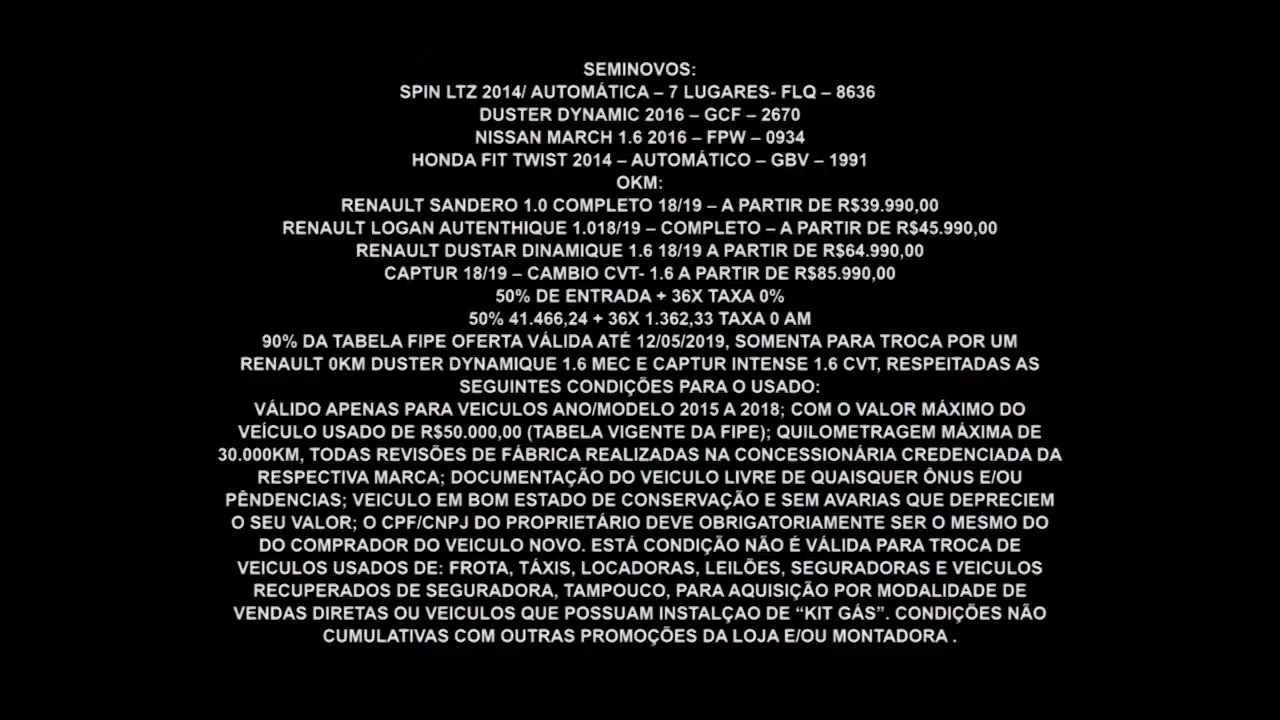 SEMINOVOS:
SPIN LTZ 2014/ AUTOMÁTICA – 7 LUGARES- FLQ – 8636
DUSTER DYNAMIC 2016 – GCF – 2670
NISSAN MARCH 1.6 2016 – FPW – 0934
HONDA FIT TWIST 2014 – AUTOMÁTICO – GBV – 1991
OKM:
RENAULT SANDERO 1.0 COMPLETO 18/19 – A PARTIR DE R$39.990,00
RENAULT LOGAN AUTENTHIQUE 1.018/19 – COMPLETO – A PARTIR DE R$45.990,00
RENAULT DUSTAR DINAMIQUE 1.6 18/19 A PARTIR DE R$64.990,00
CAPTUR 18/19 – CAMBIO CVT- 1.6 A PARTIR DE R$85.990,00
50% DE ENTRADA + 36X TAXA 0%
50% 41.466,24 + 36X 1.362,33 TAXA 0 AM
90% DA TABELA FIPE OFERTA VÁLIDA ATÉ 12/05/2019, SOMENTA PARA TROCA POR UM
RENAULT 0KM DUSTER DYNAMIQUE 1.6 MEC E CAPTUR INTENSE 1.6 CVT, RESPEITADAS AS
SEGUINTES CONDIÇÕES PARA O USADO:
VÁLIDO APENAS PARA VEICULOS ANO/MODELO 2015 A 2018; COM O VALOR MÁXIMO DO
VEÍCULO USADO DE R$50.000,00 (TABELA VIGENTE DA FIPE); QUILOMETRAGEM MÁXIMA DE
30.000KM, TODAS REVISÕES DE FÁBRICA REALIZADAS NA CONCESSIONÁRIA CREDENCIADA DA
RESPECTIVA MARCA; DOCUMENTAÇÃO DO VEICULO LIVRE DE QUAISQUER ÔNUS E/OU
PÊNDENCIAS; VEICULO EM BOM ESTADO DE CONSERVAÇÃO E SEM AVARIAS QUE DEPRECIEM
O SEU VALOR; O CPF/CNPJ DO PROPRIETÁRIO DEVE OBRIGATORIAMENTE SER O MESMO DO
DO COMPRADOR DO VEICULO NOVO. ESTÁ CONDIÇÃO NÃO É VÁLIDA PARA TROCA DE
VEICULOS USADOS DE: FROTA, TÁXIS, LOCADORAS, LEILÕES, SEGURADORAS E VEICULOS
RECUPERADOS DE SEGURADORA, TAMPOUCO, PARA AQUISIÇÃO POR MODALIDADE DE
VENDAS DIRETAS OU VEICULOS QUE POSSUAM INSTALÇAO DE “KIT GÁS”. CONDIÇÕES NÃO
CUMULATIVAS COM OUTRAS PROMOÇÕES DA LOJA E/OU MONTADORA .